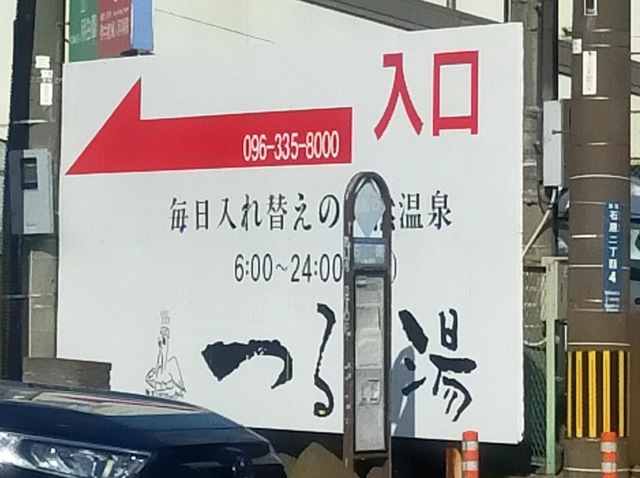 入口
096-335-8000
毎日入れ替えの 温泉
6:00～24:00 )
つる 湯
石原二丁目4